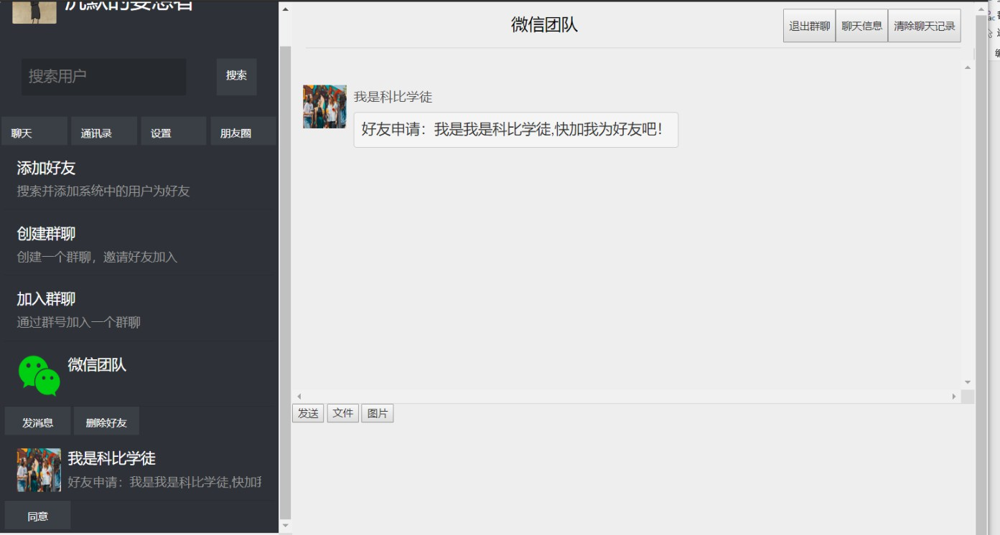 沉默的妄想者
搜索用户
搜索
聊天
通讯录
设置
朋友圈
添加好友
搜索并添加系统中的用户为好友
创建群聊
创建一个群聊，邀请好友加入
加入群聊
通过群号加入一个群聊
微信团队
发消息
删除好友
我是科比学徒
好友申请：我是我是科比学徒,快加我
同意
微信团队
退出群聊
聊天信息
清除聊天记录
我是科比学徒
好友申请：我是我是科比学徒,快加我为好友吧！
发送
文件
图片